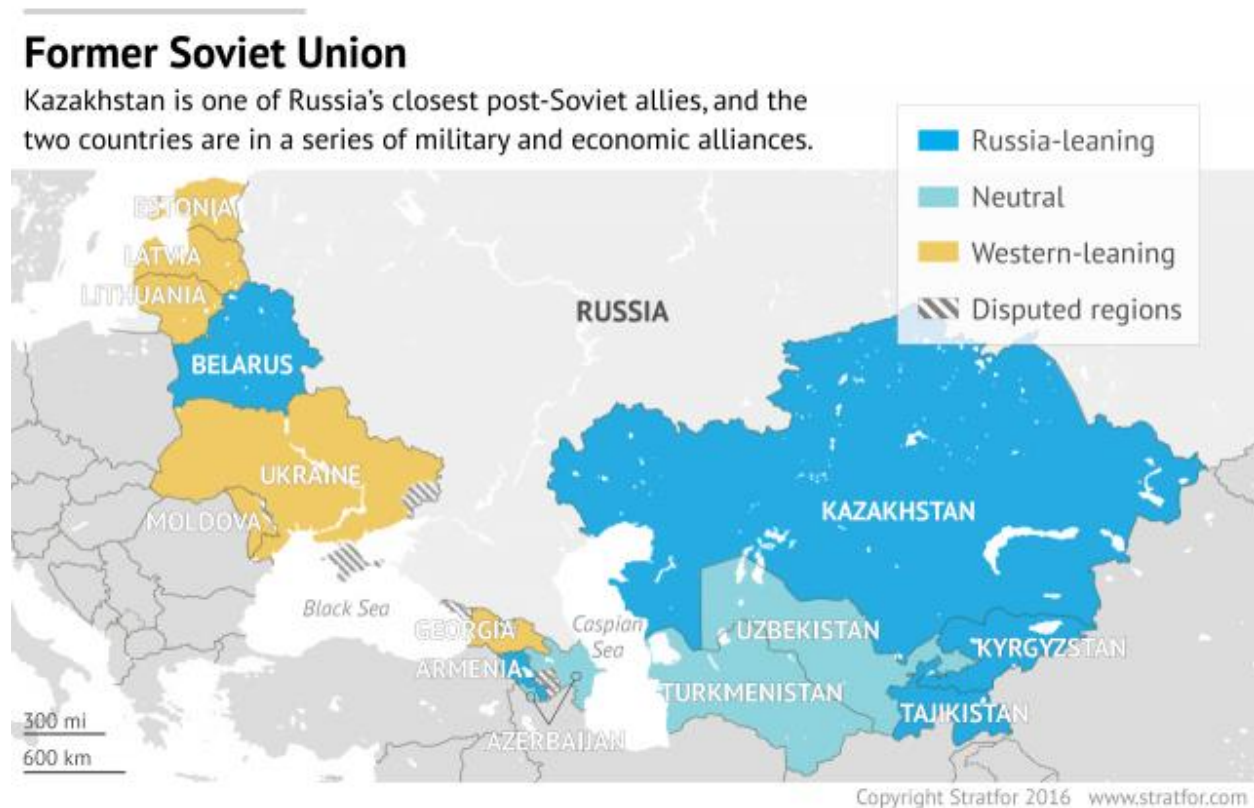 Former Soviet Union
Kazakhstan is one of Russia's closest post-Soviet allies, and the
two countries are in a series of military and economic alliances.
Russia-leaning
Neutral
Western-leaning
Disputed regions
ESTONIA
LATVIA
LITHUANIA
RUSSIA
BELARUS
UKRAINE
MOLDOVA
KAZAKHSTAN
Black Sea
Caspian
Sea
GEORGIA
UZBEKISTAN
KYRGYZSTAN
ARMENIA
TURKMENISTAN
TAJIKISTAN
AZERBAIJAN
300 mi
600 km
Copyright Stratfor 2016 www.stratfor.com